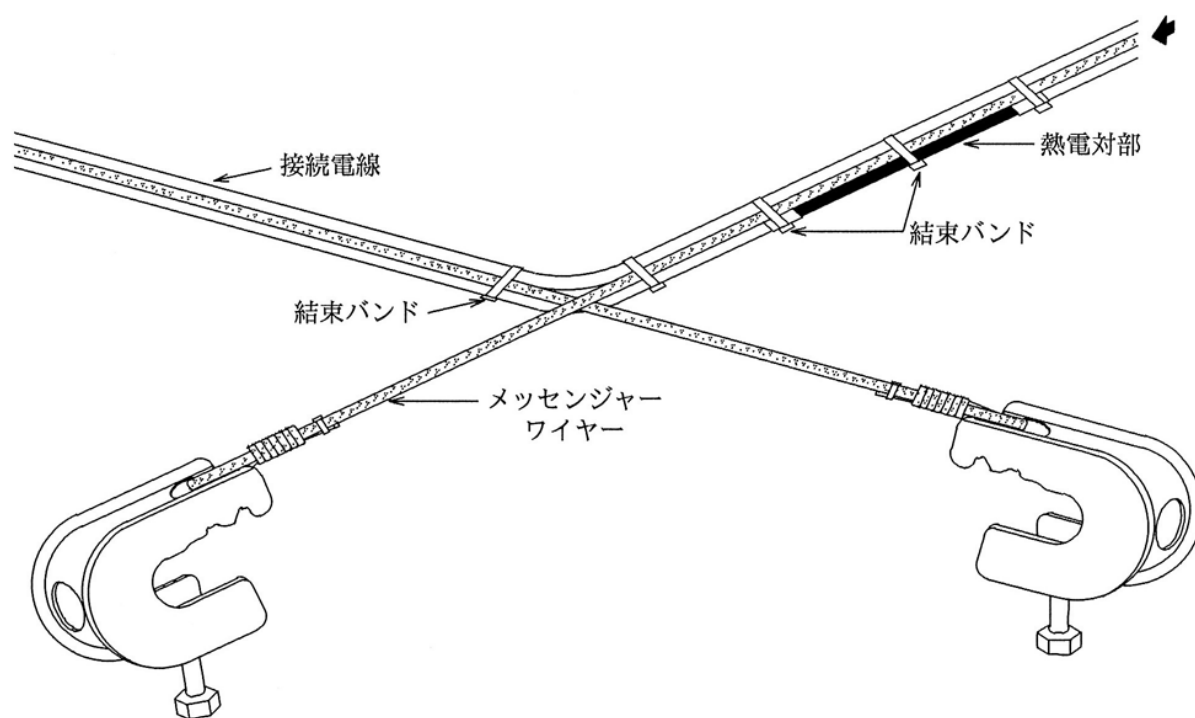 接続電線
熱電対部
結束バンド
結束バンド
メッセンジャー
ワイヤー